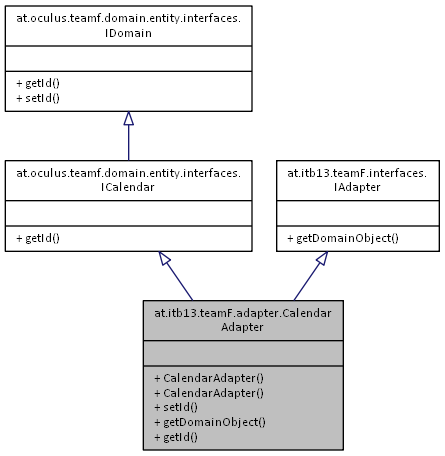 at.oculus.teamf.domain.entity.interfaces.
IDomain
+ getId()
+ setId()
at.oculus.teamf.domain.entity.interfaces.
ICalendar
+ getId()
at.itb13.teamF.interfaces.
IAdapter
+ getDomainObject()
at.itb13.teamF.adapter.Calendar
Adapter
+ CalendarAdapter()
+ CalendarAdapter()
+ setId()
+ getDomainObject()
+ getId()